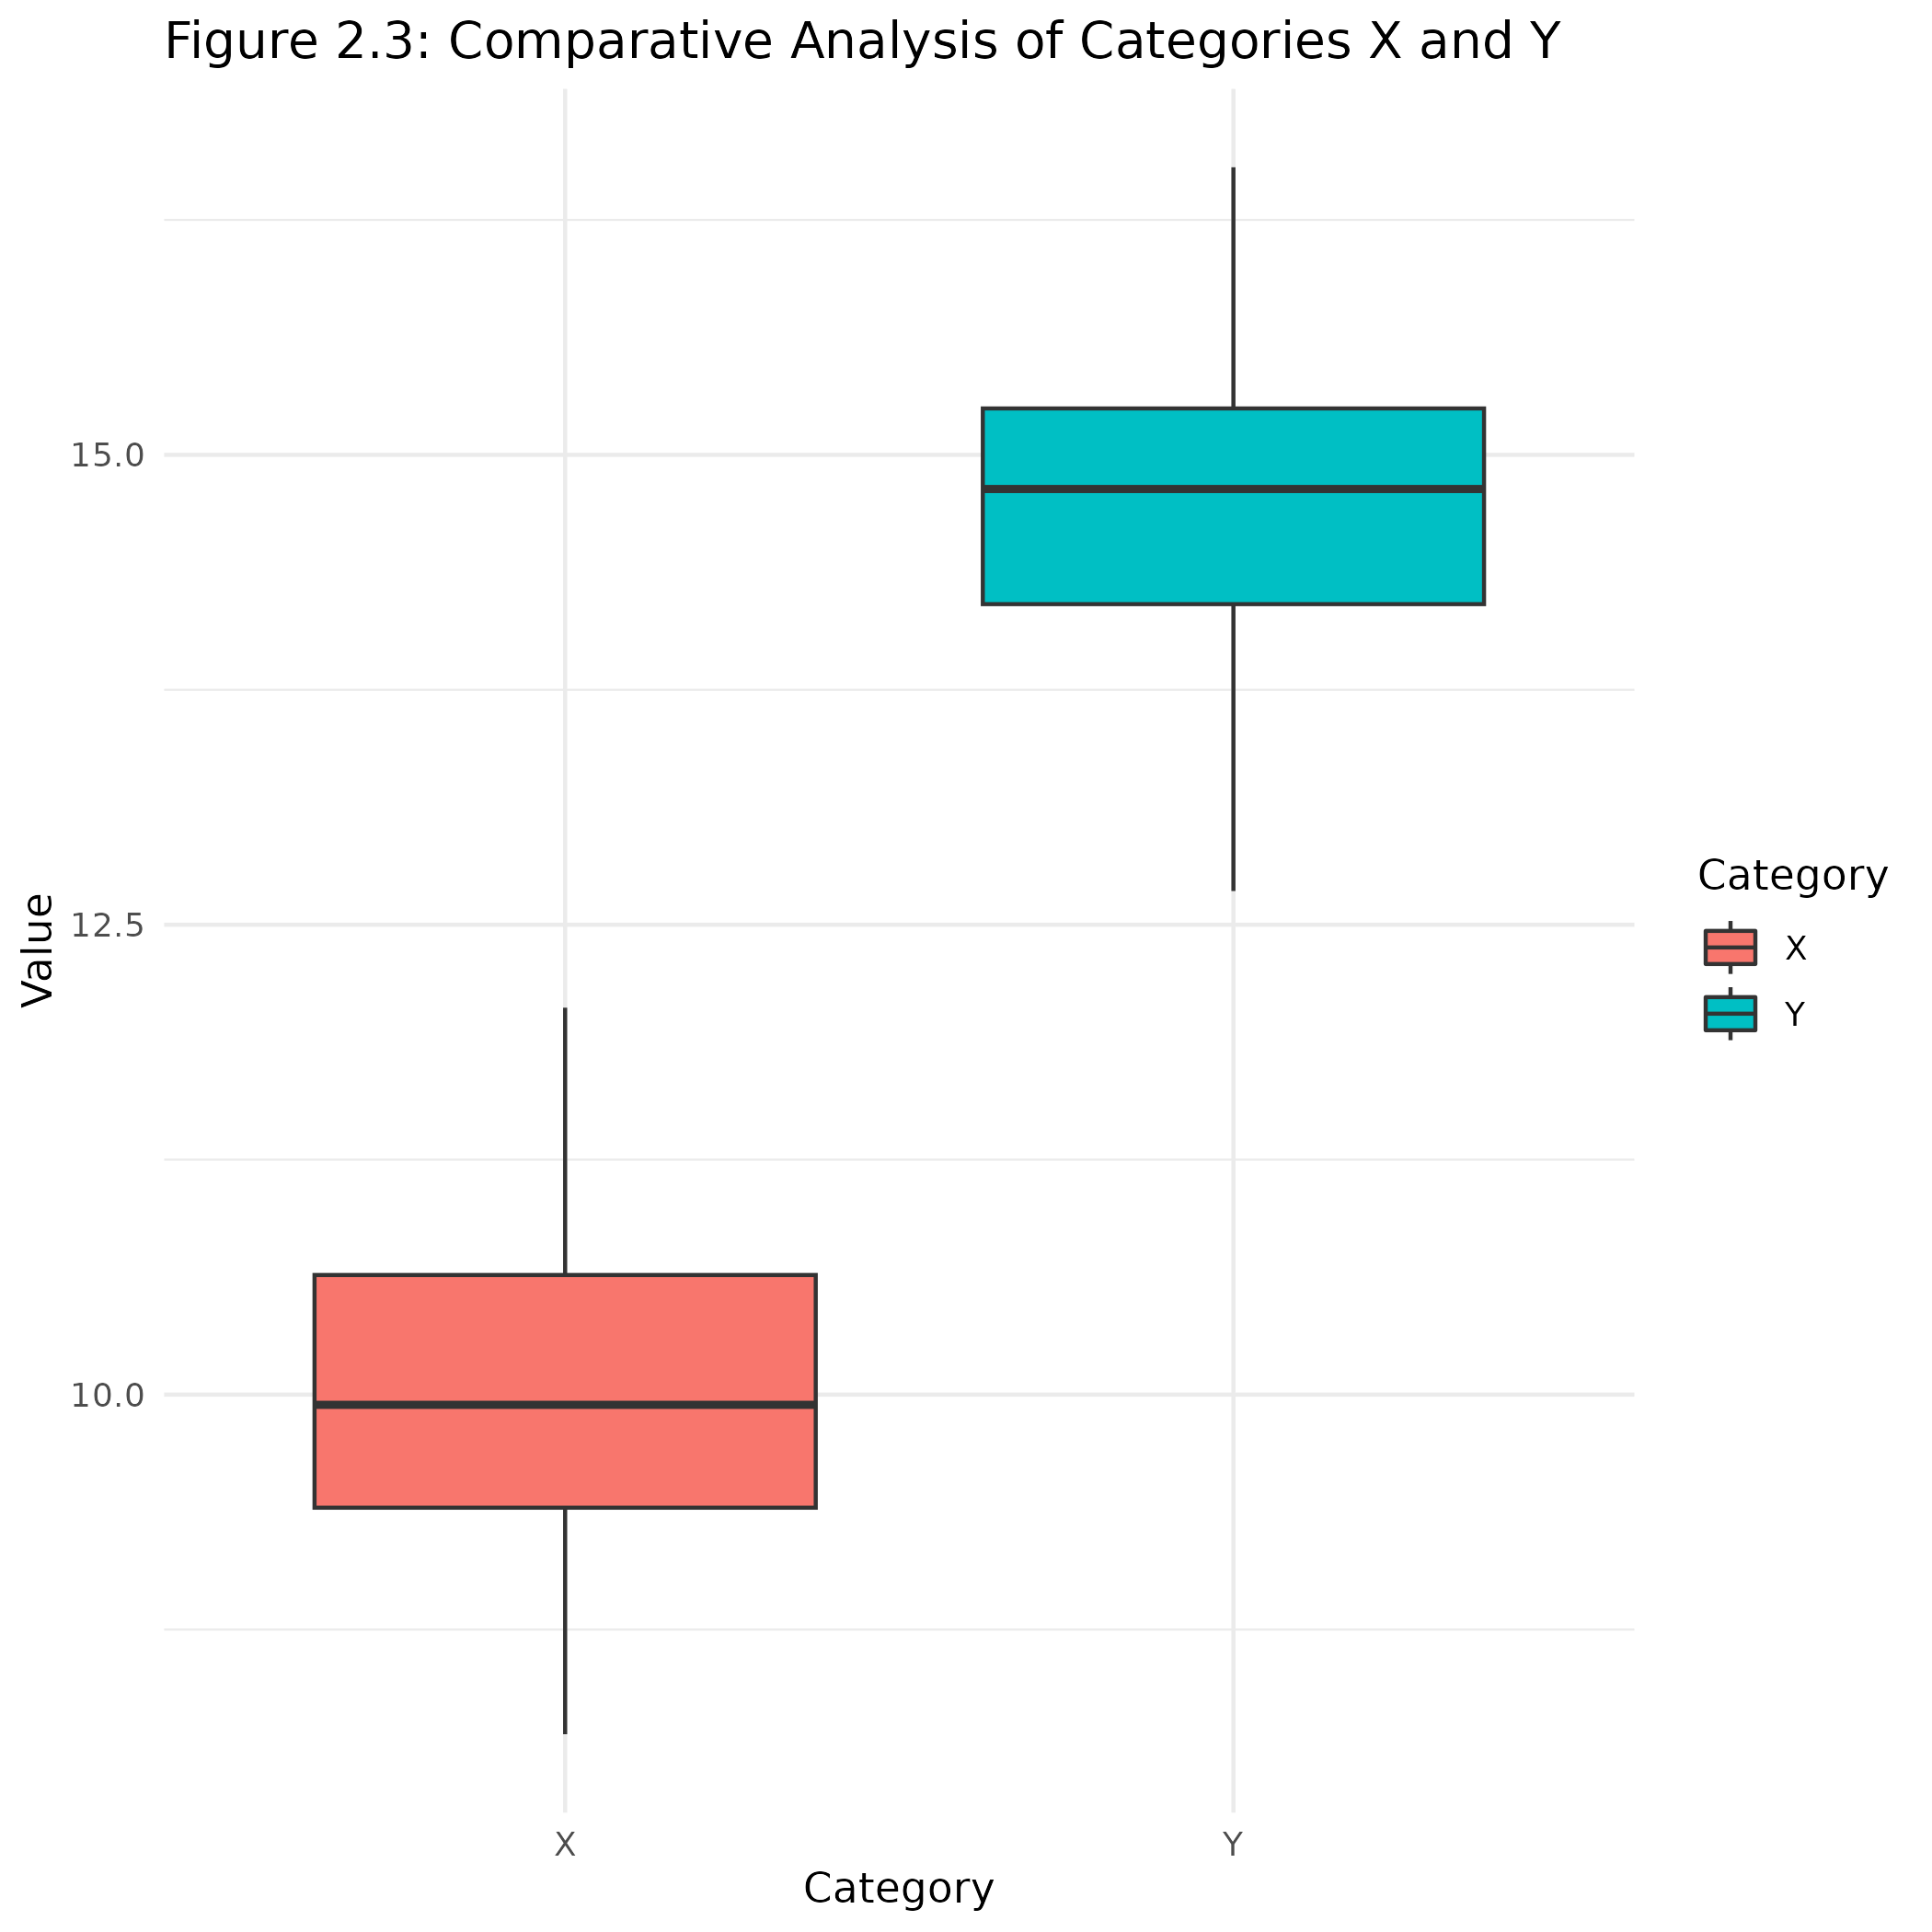 Figure 2.3: Comparative Analysis of Categories X and Y
15.0
12.5
10.0
Value
X
Y
Category
Category
X
Y